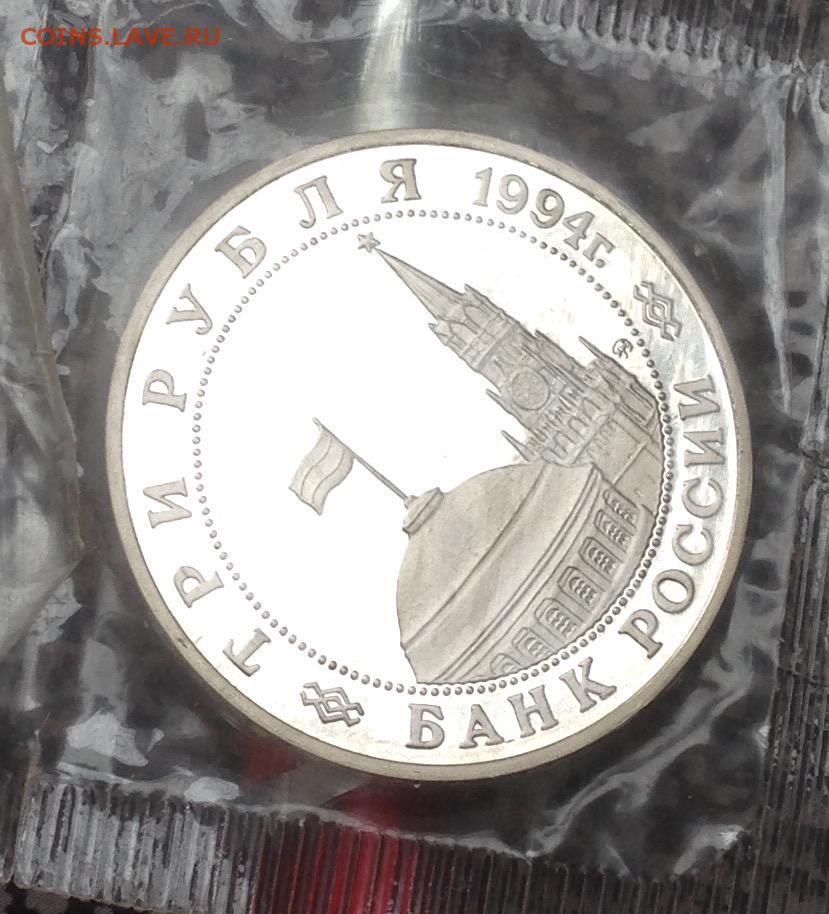 COINS.LAVE.RU
ТРИ РУБЛЯ 1994г.
БАНК РОССИИ